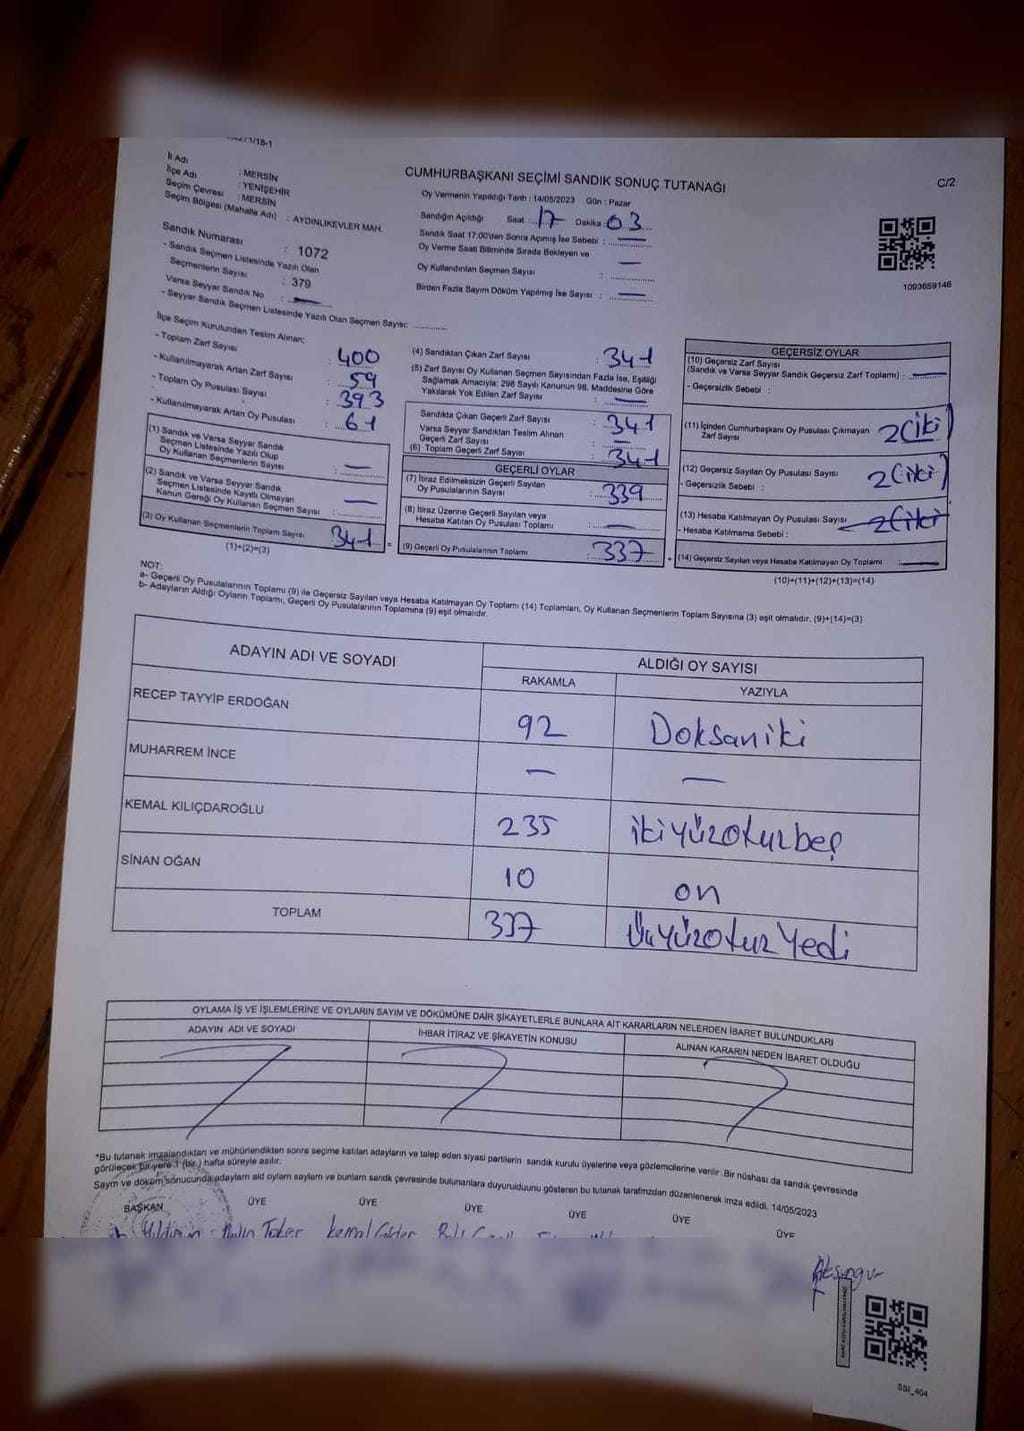 CUMHURBAŞKANI SEÇİMİ SANDIK SONUÇ TUTANAĞI
C/2
İl Adı : MERSİN
İlçe Adı : YENİŞEHİR
Seçim Çevresi : MERSİN
Seçim Bölgesi (Mahalle Adı) : AYDINLIKEVLER MAH.
Sandık Numarası : 1072
- Sandık Seçmen Listesinde Yazılı Olan
Seçmenlerin Sayısı : 379
Varsa Seyyar Sandık No : —
- Seyyar Sandık Seçmen Listesinde Yazılı Olan Seçmen Sayısı: ..............
Oy Vermenin Yapıldığı Tarih : 14/05/2023 Gün : Pazar
Sandığın Açıldığı Saat : 17 Dakika : 03
Sandık Saat 17:00'den Sonra Açılmış İse Sebebi : —
Oy Verme Saati Bitiminde Sırada Bekleyen ve —
Oy Kullandırılan Seçmen Sayısı : ..............
Birden Fazla Sayım Döküm Yapılmış İse Sayısı : —
1093659146
İlçe Seçim Kurulundan Teslim Alınan;
- Toplam Zarf Sayısı : 400
- Kullanılmayarak Artan Zarf Sayısı : 59
- Toplam Oy Pusulası Sayısı : 393
- Kullanılmayarak Artan Oy Pusulası : 61
(1) Sandık ve Varsa Seyyar Sandık
Seçmen Listesinde Yazılı Olup
Oy Kullanan Seçmenlerin Sayısı : —
(2) Sandık ve Varsa Seyyar Sandık
Seçmen Listesinde Kayıtlı Olmayan
Kanun Gereği Oy Kullanan Seçmen Sayısı : —
(3) Oy Kullanan Seçmenlerin Toplam Sayısı 341 =
(1)+(2)=(3)
(4) Sandıktan Çıkan Zarf Sayısı : 341
(5) Zarf Sayısı Oy Kullanan Seçmen Sayısından Fazla İse, Eşitliği
Sağlamak Amacıyla; 298 Sayılı Kanunun 98. Maddesine Göre
Yakılarak Yok Edilen Zarf Sayısı : —
Sandıkta Çıkan Geçerli Zarf Sayısı : 341
Varsa Seyyar Sandıktan Teslim Alınan
Geçerli Zarf Sayısı : —
(6) Toplam Geçerli Zarf Sayısı : 341
GEÇERLİ OYLAR
(7) İtiraz Edilmeksizin Geçerli Sayılan
Oy Pusulalarının Sayısı : 339
(8) İtiraz Üzerine Geçerli Sayılan veya
Hesaba Katılan Oy Pusulası Toplamı : —
(9) Geçerli Oy Pusulalarının Toplamı : 337 +
GEÇERSİZ OYLAR
(10) Geçersiz Zarf Sayısı
(Sandık ve Varsa Seyyar Sandık Geçersiz Zarf Toplamı) : —
- Geçersizlik Sebebi :
(11) İçinden Cumhurbaşkanı Oy Pusulası Çıkmayan
Zarf Sayısı 2(iki)
(12) Geçersiz Sayılan Oy Pusulası Sayısı 2(iki)
- Geçersizlik Sebebi :
(13) Hesaba Katılmayan Oy Pusulası Sayısı 2(iki)
- Hesaba Katılmama Sebebi :
(14) Geçersiz Sayılan veya Hesaba Katılmayan Oy Toplamı : —
(10)+(11)+(12)+(13)=(14)
NOT:
a- Geçerli Oy Pusulalarının Toplamı (9) ile Geçersiz Sayılan veya Hesaba Katılmayan Oy Toplamı (14) Toplamları, Oy Kullanan Seçmenlerin Toplam Sayısına (3) eşit olmalıdır. (9)+(14)=(3)
b- Adayların Aldığı Oyların Toplamı, Geçerli Oy Pusulalarının Toplamına (9) eşit olmalıdır.
ADAYIN ADI VE SOYADI ALDIĞI OY SAYISI
RAKAMLA YAZIYLA
RECEP TAYYİP ERDOĞAN 92 Doksaniki
MUHARREM İNCE — —
KEMAL KILIÇDAROĞLU 235 ikiyüzotuzbeş
SİNAN OĞAN 10 on
TOPLAM 337 ÜçyüzotuzYedi
OYLAMA İŞ VE İŞLEMLERİNE VE OYLARIN SAYIM VE DÖKÜMÜNE DAİR ŞİKAYETLERLE BUNLARA AİT KARARLARIN NELERDEN İBARET BULUNDUKLARI
ADAYIN ADI VE SOYADI İHBAR İTİRAZ VE ŞİKAYETİN KONUSU ALINAN KARARIN NEDEN İBARET OLDUĞU
*Bu tutanak imzalandıktan ve mühürlendikten sonra seçime katılan adayların ve talep eden siyasi partilerin sandık kurulu üyelerine veya gözlemcilerine verilir. Bir nüshası da sandık çevresinde
görülecek bir yere 1 (bir) hafta süreyle asılır.
Sayım ve döküm sonucunda adayların aldığı oyların sayılarını ve bunların sandık çevresinde bulunanlara duyurulduğunu gösteren bu tutanak tarafımızdan düzenlenerek imza edildi. 14/05/2023
BAŞKAN ÜYE ÜYE ÜYE ÜYE ÜYE ÜYE
Yıldırım Toker Kemal
Aksungur
SSI_404